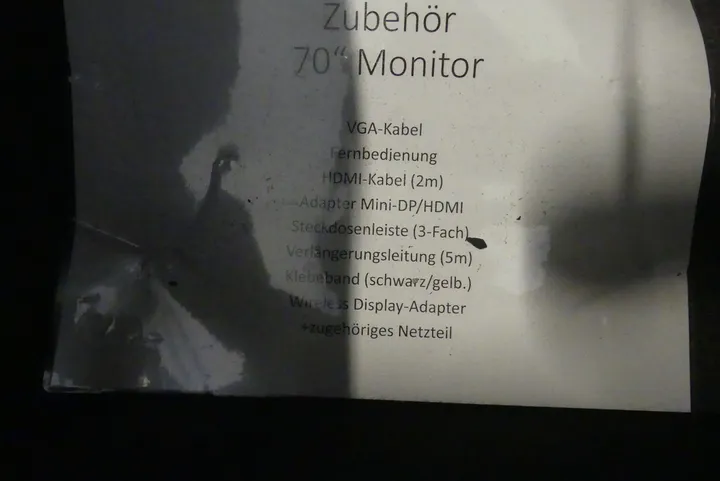 Zubehör
70“ Monitor
VGA-Kabel
Fernbedienung
HDMI-Kabel (2m)
Adapter Mini-DP/HDMI
Steckdosenleiste (3-Fach)
Verlängerungsleitung (5m)
Klebeband (schwarz/gelb.)
Wireless Display-Adapter
+zugehöriges Netzteil